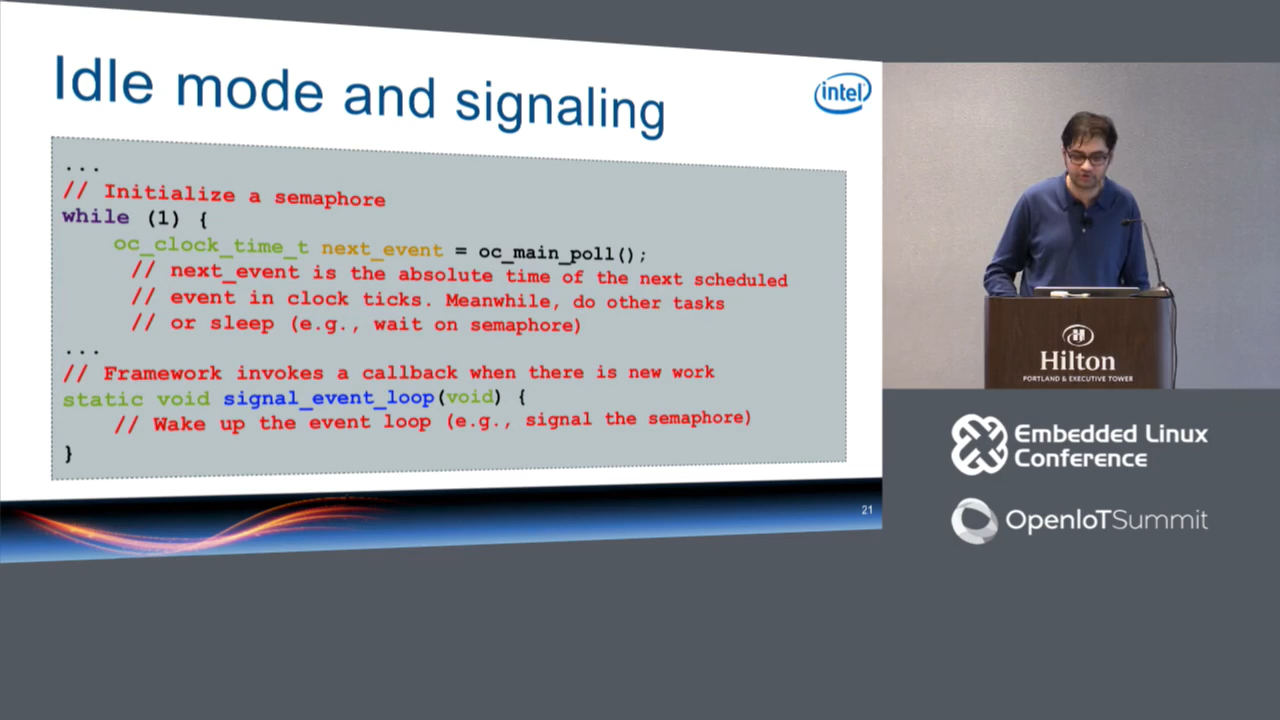 Idle mode and signaling
intel
...
// Initialize a semaphore
while (1) {
oc_clock_time_t next_event = oc_main_poll();
// next_event is the absolute time of the next scheduled
// event in clock ticks. Meanwhile, do other tasks
// or sleep (e.g., wait on semaphore)
...
// Framework invokes a callback when there is new work
static void signal_event_loop(void) {
// Wake up the event loop (e.g., signal the semaphore)
}
21
H
Hilton
PORTLAND & EXECUTIVE TOWER
Embedded Linux
Conference
OpenIoTSummit